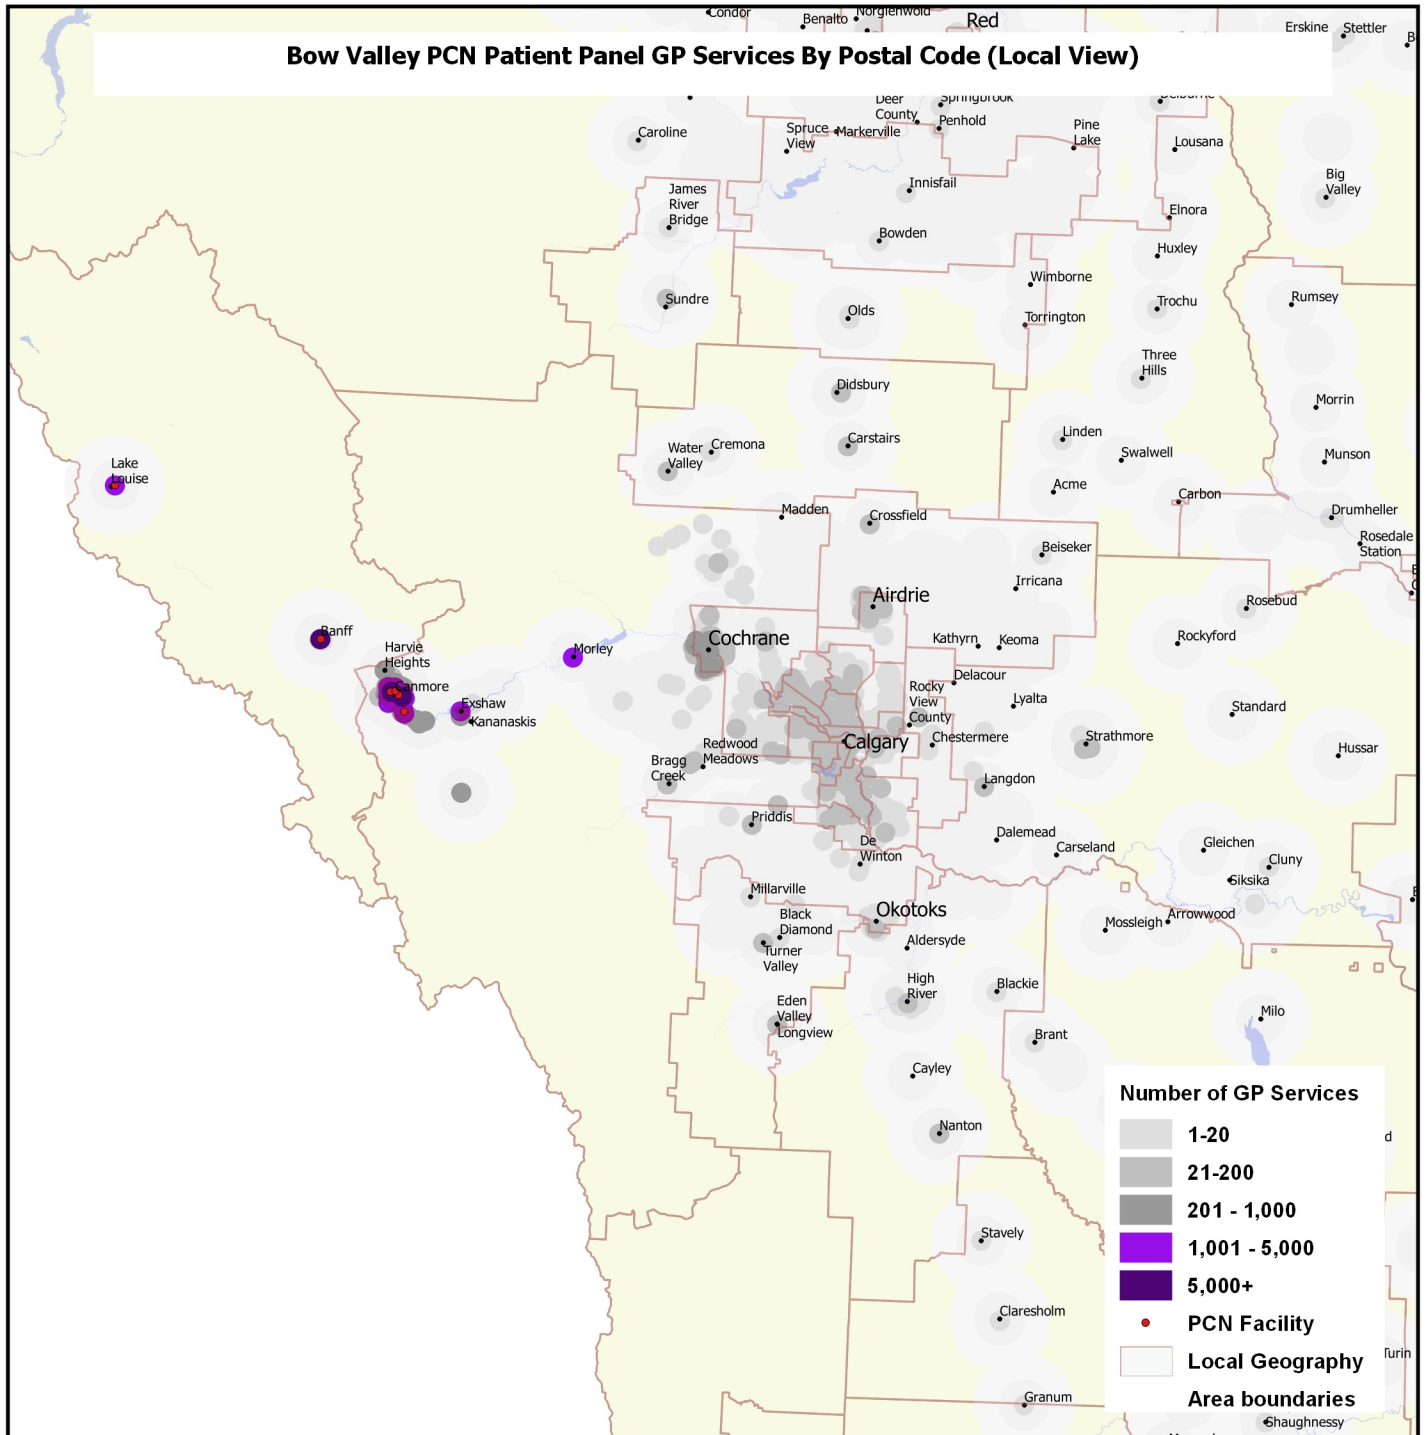 Condor
Benalto
Norglenwold
Red
Erskine
Stettler
Bow Valley PCN Patient Panel GP Services By Postal Code (Local View)
Deer
County
Springbrook
Delburne
Penhold
Caroline
Spruce
View
Markerville
Pine
Lake
Lousana
James
River
Bridge
Innisfail
Big
Valley
Elnora
Bowden
Huxley
Wimborne
Sundre
Olds
Torrington
Trochu
Rumsey
Three
Hills
Didsbury
Morrin
Water
Valley
Cremona
Carstairs
Linden
Swalwell
Munson
Lake
Louise
Acme
Carbon
Madden
Crossfield
Drumheller
Rosedale
Station
Beiseker
Irricana
Airdrie
Rosebud
Banff
Harvie
Heights
Morley
Cochrane
Kathyrn
Keoma
Rockyford
Canmore
Delacour
Exshaw
Kananaskis
Rocky
View
County
Lyalta
Standard
Redwood
Meadows
Calgary
Chestermere
Strathmore
Hussar
Bragg
Creek
Langdon
Priddis
De
Winton
Dalemead
Carseland
Gleichen
Cluny
Siksika
Millarville
Black
Diamond
Okotoks
Mossleigh
Arrowwood
Turner
Valley
Aldersyde
High
River
Blackie
Eden
Valley
Longview
Milo
Brant
Cayley
Nanton
Stavely
Claresholm
Granum
Turin
Shaughnessy
Number of GP Services
1-20
21-200
201 - 1,000
1,001 - 5,000
5,000+
PCN Facility
Local Geography
Area boundaries